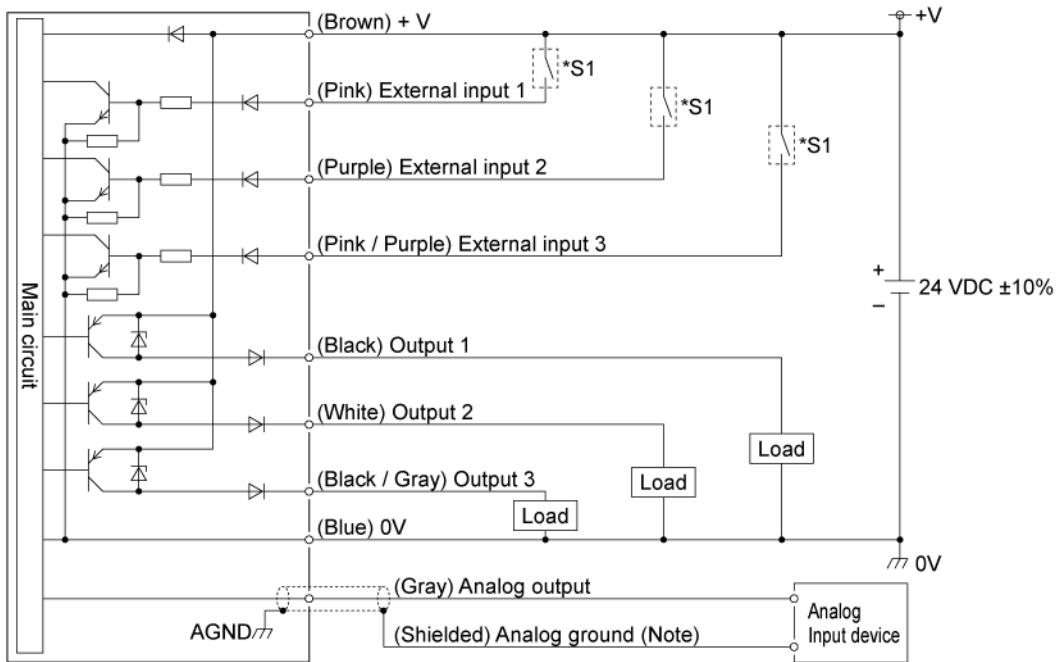 (Brown) + V
+V
*S1
(Pink) External input 1
*S1
*S1
(Purple) External input 2
(Pink / Purple) External input 3
Main circuit
+
24 VDC ±10%
−
(Black) Output 1
(White) Output 2
Load
Load
(Black / Gray) Output 3
Load
(Blue) 0V
0V
(Gray) Analog output
Analog
Input device
AGND
(Shielded) Analog ground (Note)